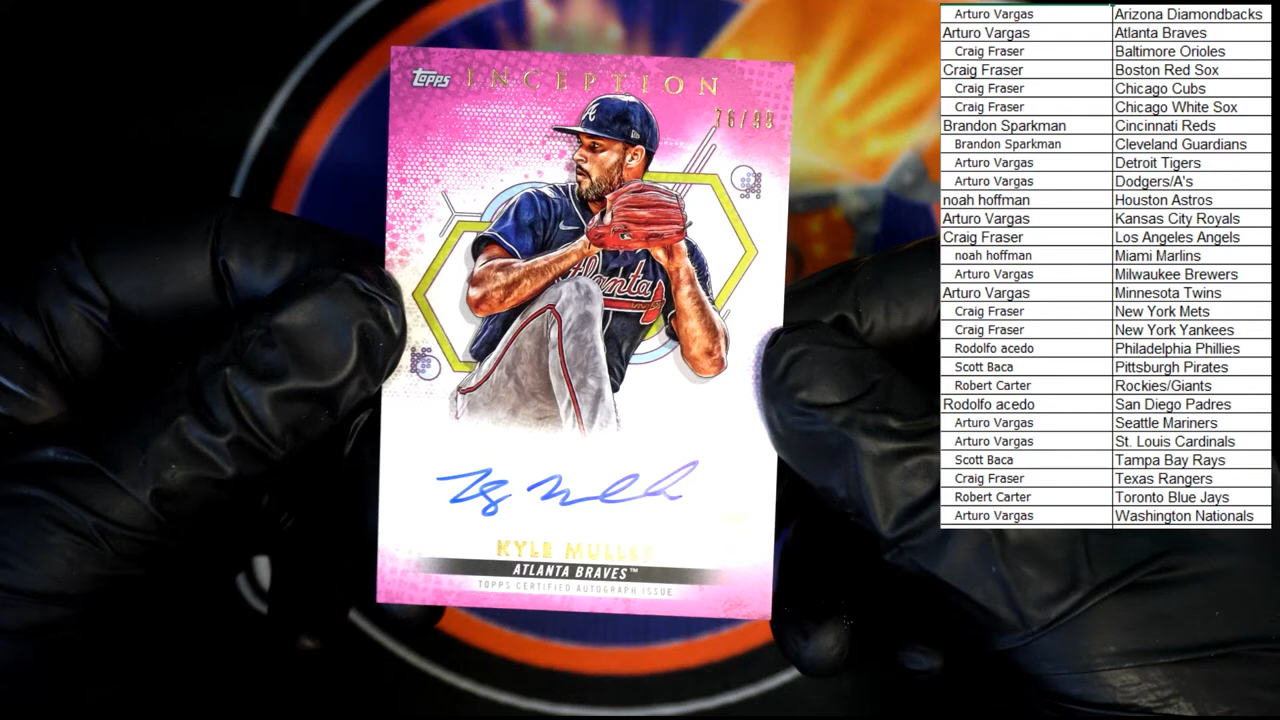 TOPPS INCEPTION
76/99
A
Atlanta
Ky Mulle
KYLE MULLER
ATLANTA BRAVES™
TOPPS CERTIFIED AUTOGRAPH ISSUE
Arturo Vargas Arizona Diamondbacks
Arturo Vargas Atlanta Braves
Craig Fraser Baltimore Orioles
Craig Fraser Boston Red Sox
Craig Fraser Chicago Cubs
Craig Fraser Chicago White Sox
Brandon Sparkman Cincinnati Reds
Brandon Sparkman Cleveland Guardians
Arturo Vargas Detroit Tigers
Arturo Vargas Dodgers/A's
noah hoffman Houston Astros
Arturo Vargas Kansas City Royals
Craig Fraser Los Angeles Angels
noah hoffman Miami Marlins
Arturo Vargas Milwaukee Brewers
Arturo Vargas Minnesota Twins
Craig Fraser New York Mets
Craig Fraser New York Yankees
Rodolfo acedo Philadelphia Phillies
Scott Baca Pittsburgh Pirates
Robert Carter Rockies/Giants
Rodolfo acedo San Diego Padres
Arturo Vargas Seattle Mariners
Arturo Vargas St. Louis Cardinals
Scott Baca Tampa Bay Rays
Craig Fraser Texas Rangers
Robert Carter Toronto Blue Jays
Arturo Vargas Washington Nationals